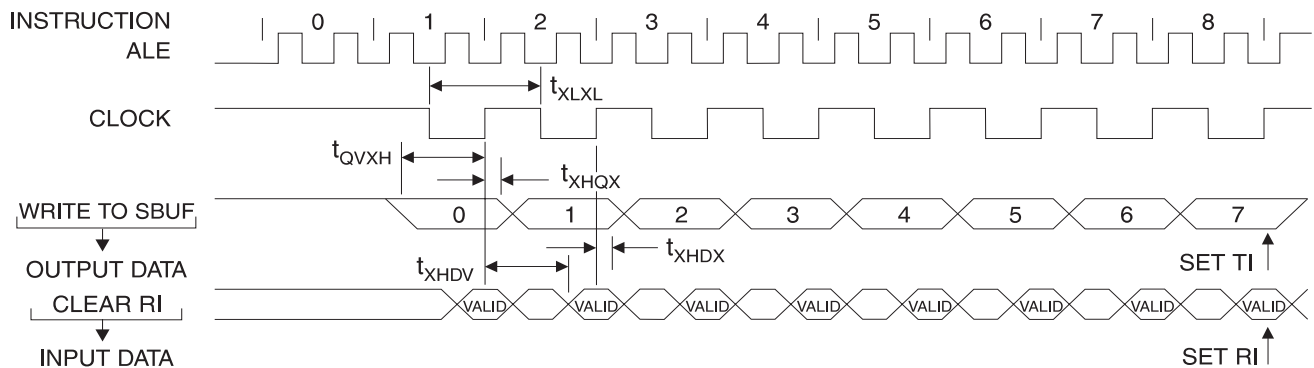 INSTRUCTION 0 1 2 3 4 5 6 7 8
ALE
tXLXL
CLOCK
tQVXH
tXHQX
WRITE TO SBUF 0 1 2 3 4 5 6 7
tXHDX
OUTPUT DATA SET TI
tXHDV
CLEAR RI VALID VALID VALID VALID VALID VALID VALID VALID
INPUT DATA SET RI